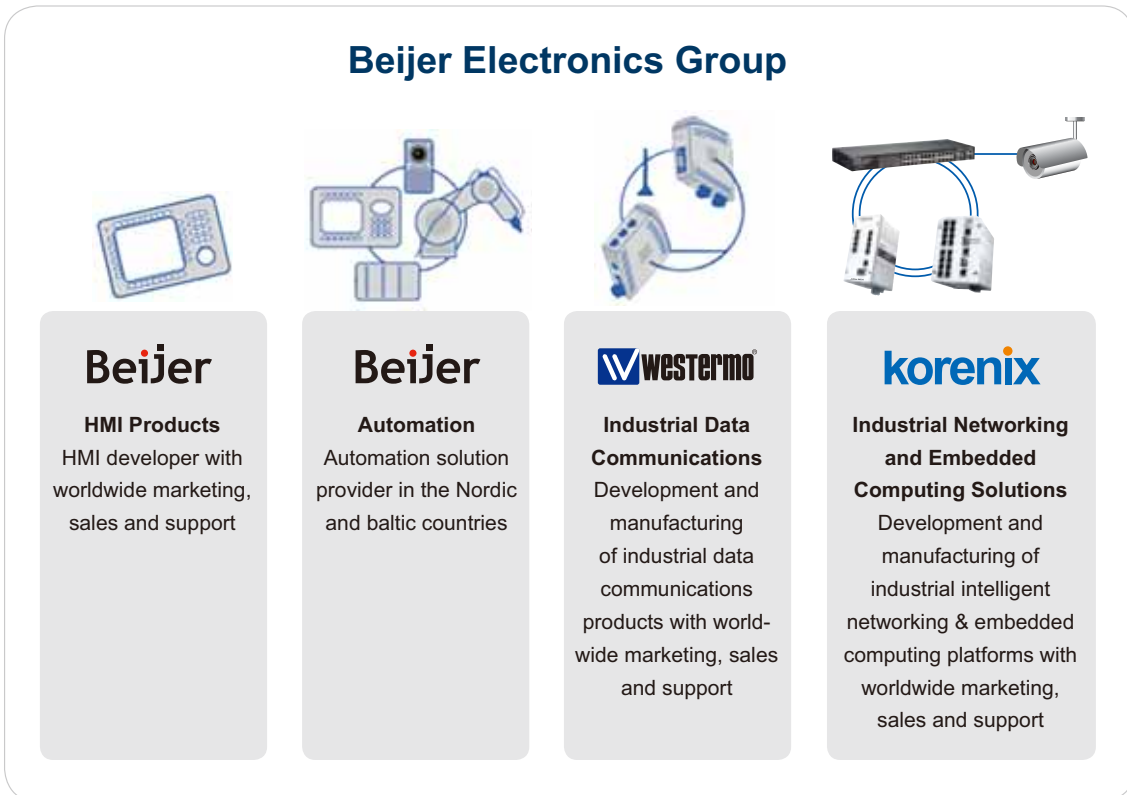 Beijer Electronics Group
Beijer
HMI Products
HMI developer with
worldwide marketing,
sales and support
Beijer
Automation
Automation solution
provider in the Nordic
and baltic countries
westermo®
Industrial Data
Communications
Development and
manufacturing
of industrial data
communications
products with world-
wide marketing, sales
and support
korenix
Industrial Networking
and Embedded
Computing Solutions
Development and
manufacturing of
industrial intelligent
networking & embedded
computing platforms with
worldwide marketing,
sales and support